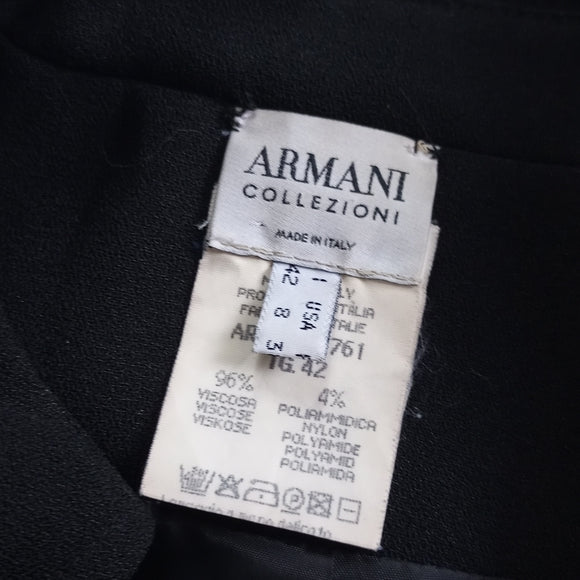 ARMANI
COLLEZIONI
MADE IN ITALY
I USA
42 8 3
TG. 42
96%
VISCOSA
VISCOSE
VISKOSE
4%
POLIAMMIDICA
NYLON
POLYAMIDE
POLYAMID
POLIAMIDA